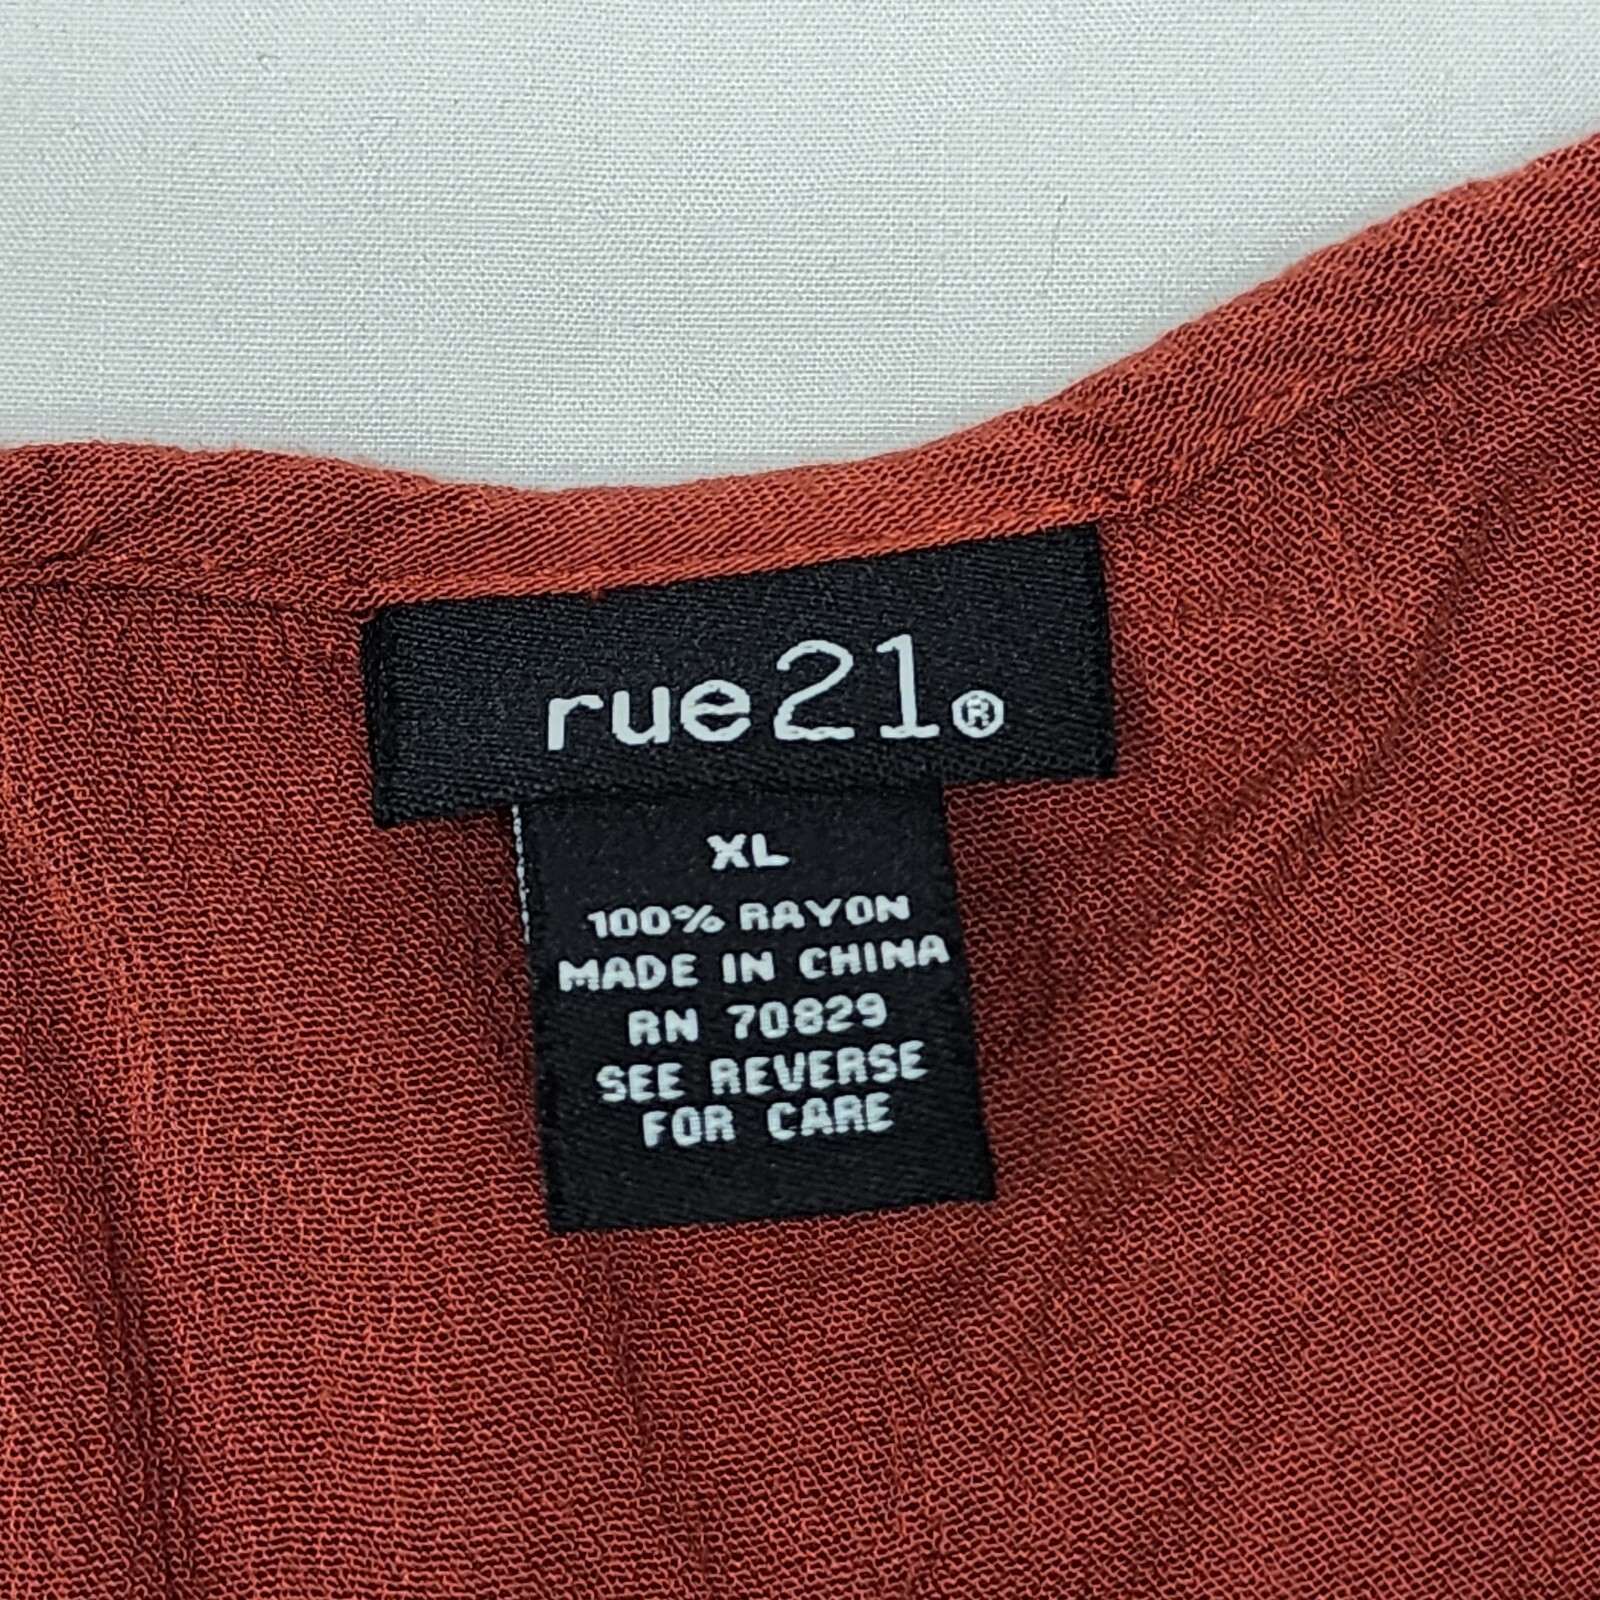 rue21®
XL
100% RAYON
MADE IN CHINA
RN 70829
SEE REVERSE
FOR CARE